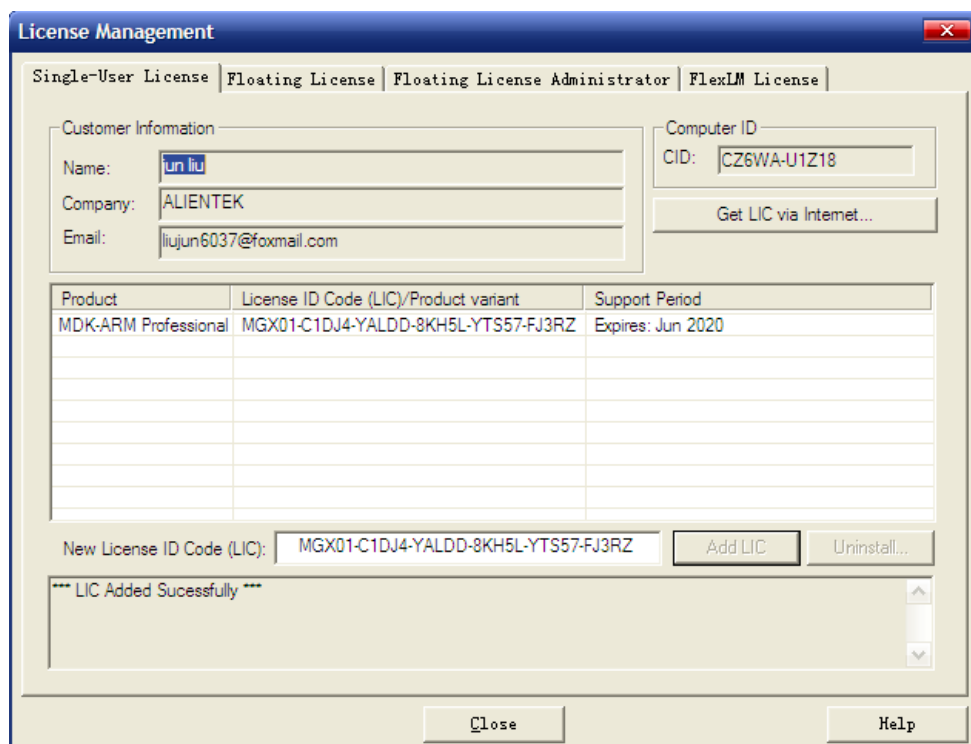 License Management
Single-User License Floating License Floating License Administrator FlexLM License
Customer Information
Name: jun liu
Company: ALIENTEK
Email: liujun6037@foxmail.com
Computer ID
CID: CZ6WA-U1Z18
Get LIC via Internet...
Product License ID Code (LIC)/Product variant Support Period
MDK-ARM Professional MGX01-C1DJ4-YALDD-8KH5L-YTS57-FJ3RZ Expires: Jun 2020
New License ID Code (LIC): MGX01-C1DJ4-YALDD-8KH5L-YTS57-FJ3RZ Add LIC Uninstall...
*** LIC Added Sucessfully ***
Close Help